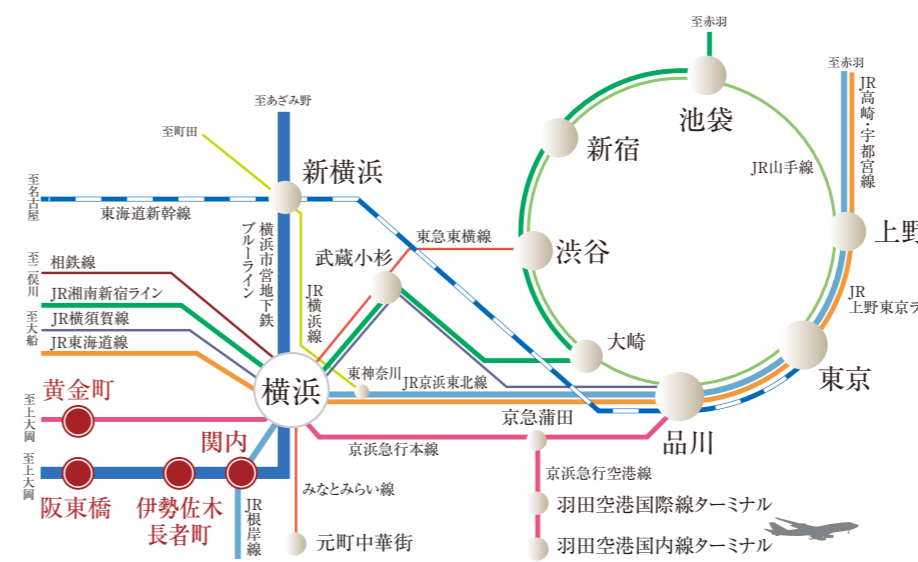 至赤羽
至赤羽
池袋
JR高崎・宇都宮線
至あざみ野
至町田
新宿
JR山手線
新横浜
至名古屋
東海道新幹線
横浜市営地下鉄
ブルーライン
上野
東急東横線
渋谷
武蔵小杉
至二俣川
相鉄線
JR湘南新宿ライン
JR横浜線
JR
上野東京ラ
至大船
JR横須賀線
JR東海道線
大崎
東京
東神奈川
JR京浜東北線
横浜
品川
黄金町
至上大岡
京急蒲田
京浜急行本線
関内
至上大岡
京浜急行空港線
みなとみらい線
阪東橋
伊勢佐木
長者町
JR根岸線
羽田空港国際線ターミナル
元町中華街
羽田空港国内線ターミナル